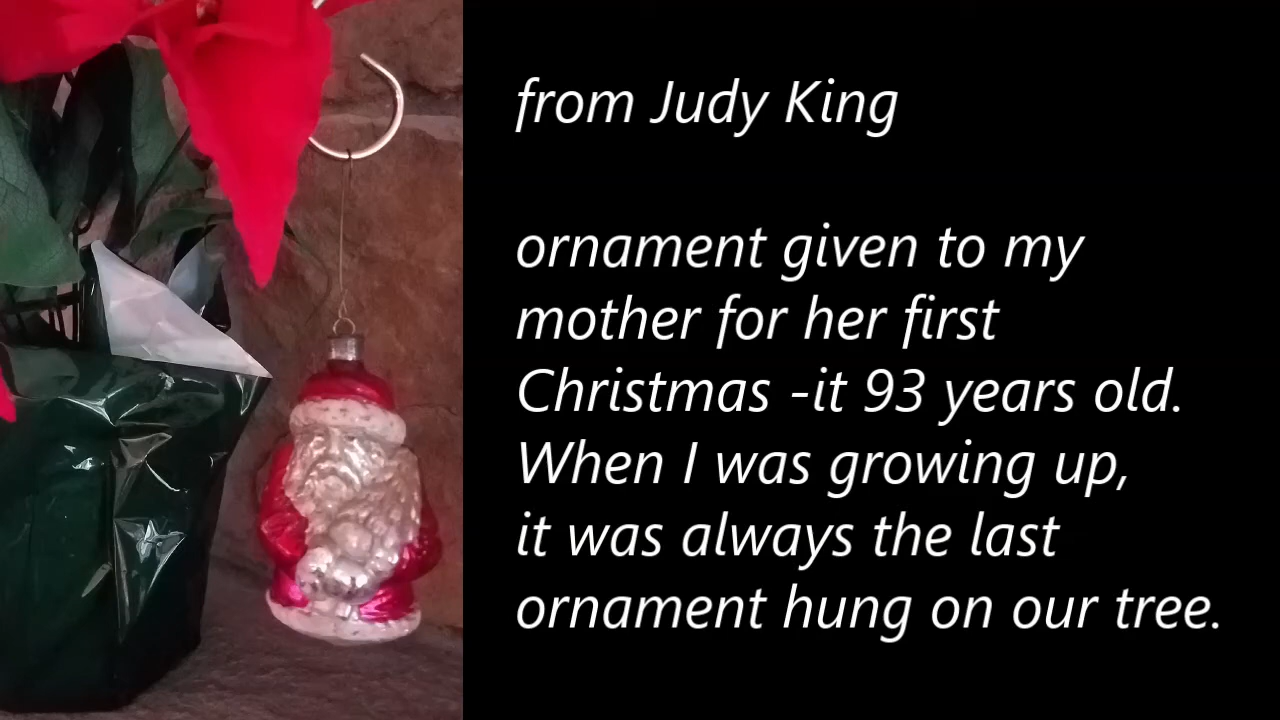 from Judy King
ornament given to my
mother for her first
Christmas -it 93 years old.
When I was growing up,
it was always the last
ornament hung on our tree.